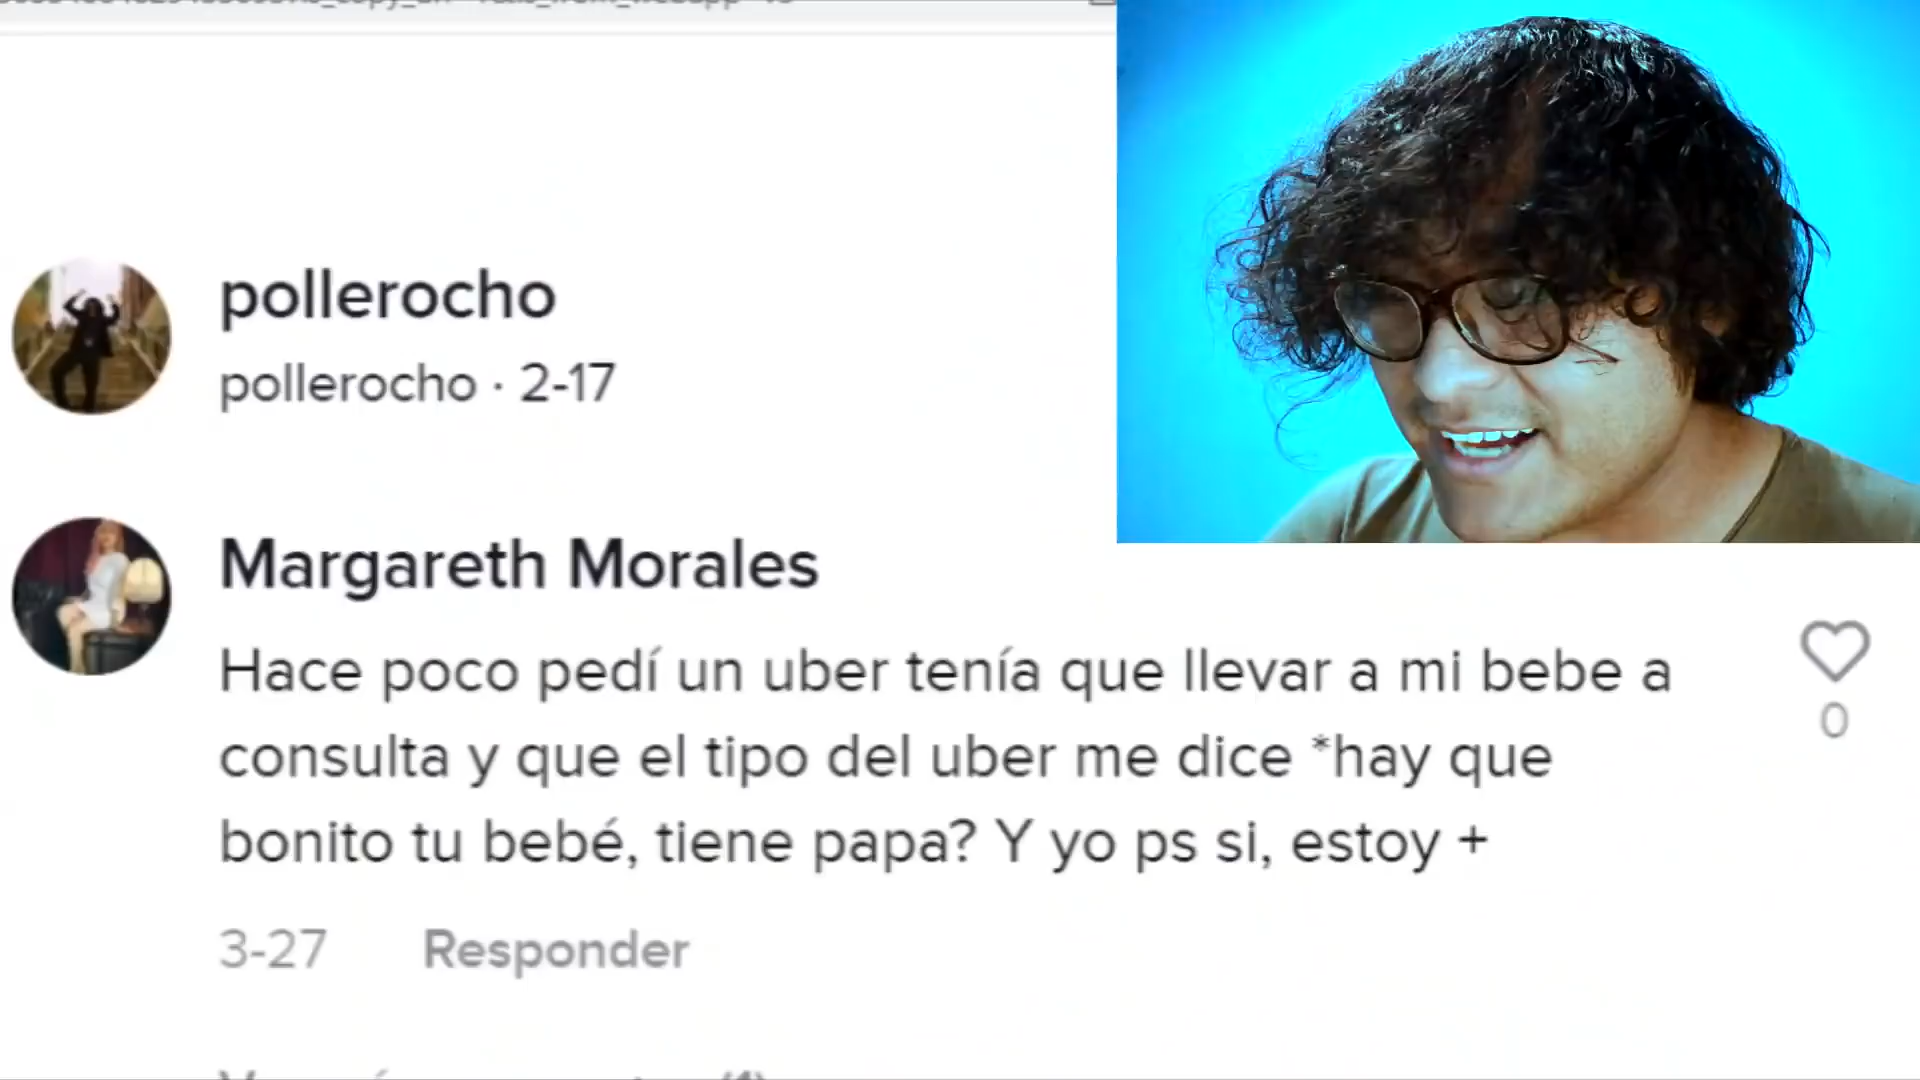 pollerocho
pollerocho · 2-17
Margareth Morales
Hace poco pedí un uber tenía que llevar a mi bebe a
consulta y que el tipo del uber me dice *hay que
bonito tu bebé, tiene papa? Y yo ps si, estoy +
0
3-27 Responder